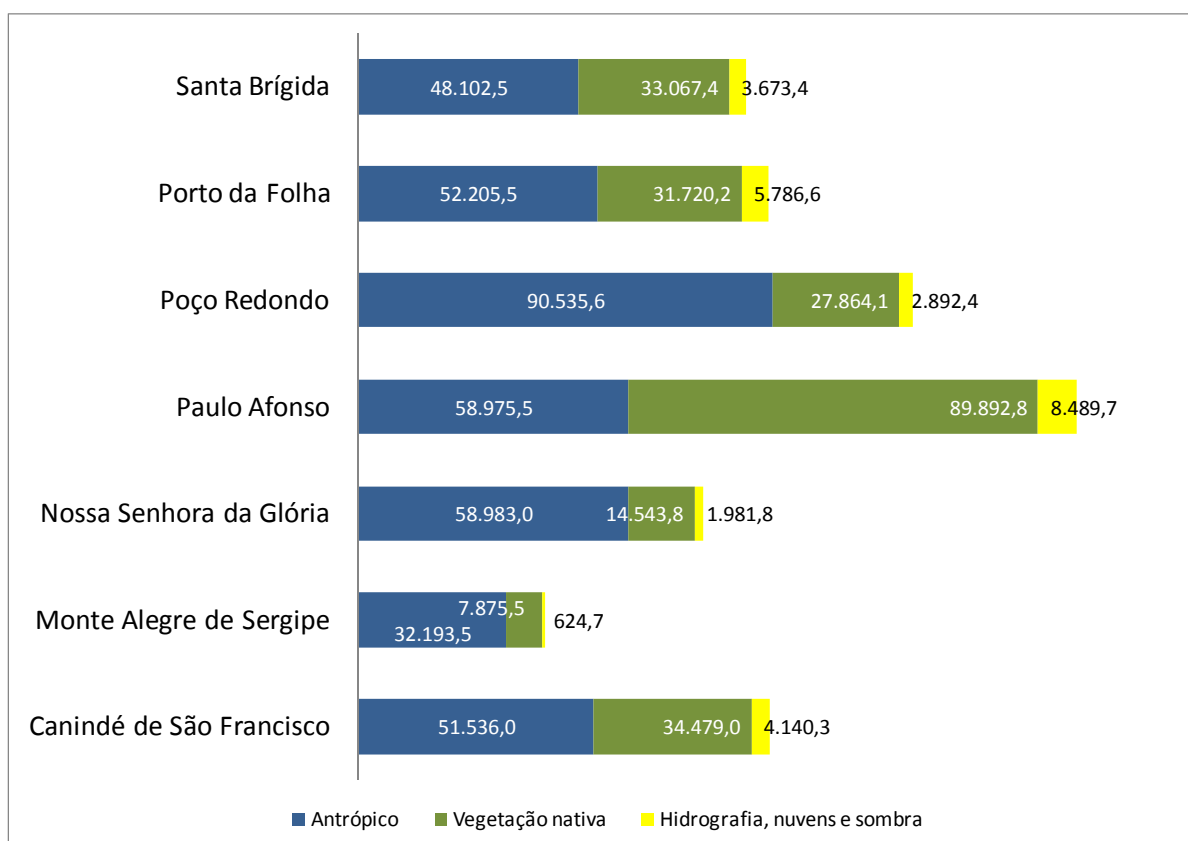 Santa Brígida
48.102,5 33.067,4 3.673,4
Porto da Folha
52.205,5 31.720,2 5.786,6
Poço Redondo
90.535,6 27.864,1 2.892,4
Paulo Afonso
58.975,5 89.892,8 8.489,7
Nossa Senhora da Glória
58.983,0 14.543,8 1.981,8
Monte Alegre de Sergipe
32.193,5 7.875,5 624,7
Canindé de São Francisco
51.536,0 34.479,0 4.140,3
Antrópico Vegetação nativa Hidrografia, nuvens e sombra